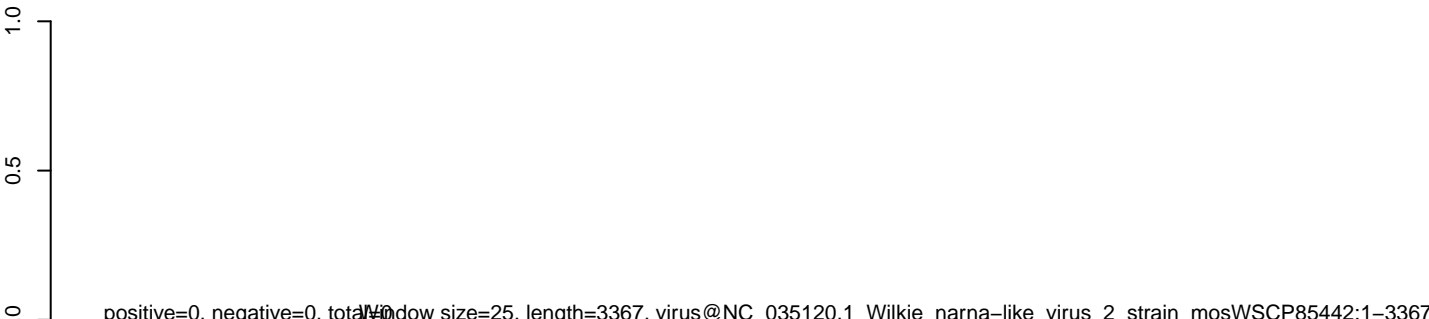 1.0
0.5
0
positive=0, negative=0, total=0
Window size=25, length=3367, virus@NC_035120.1_Wilkie_narna−like_virus_2_strain_mosWSCP85442:1−3367